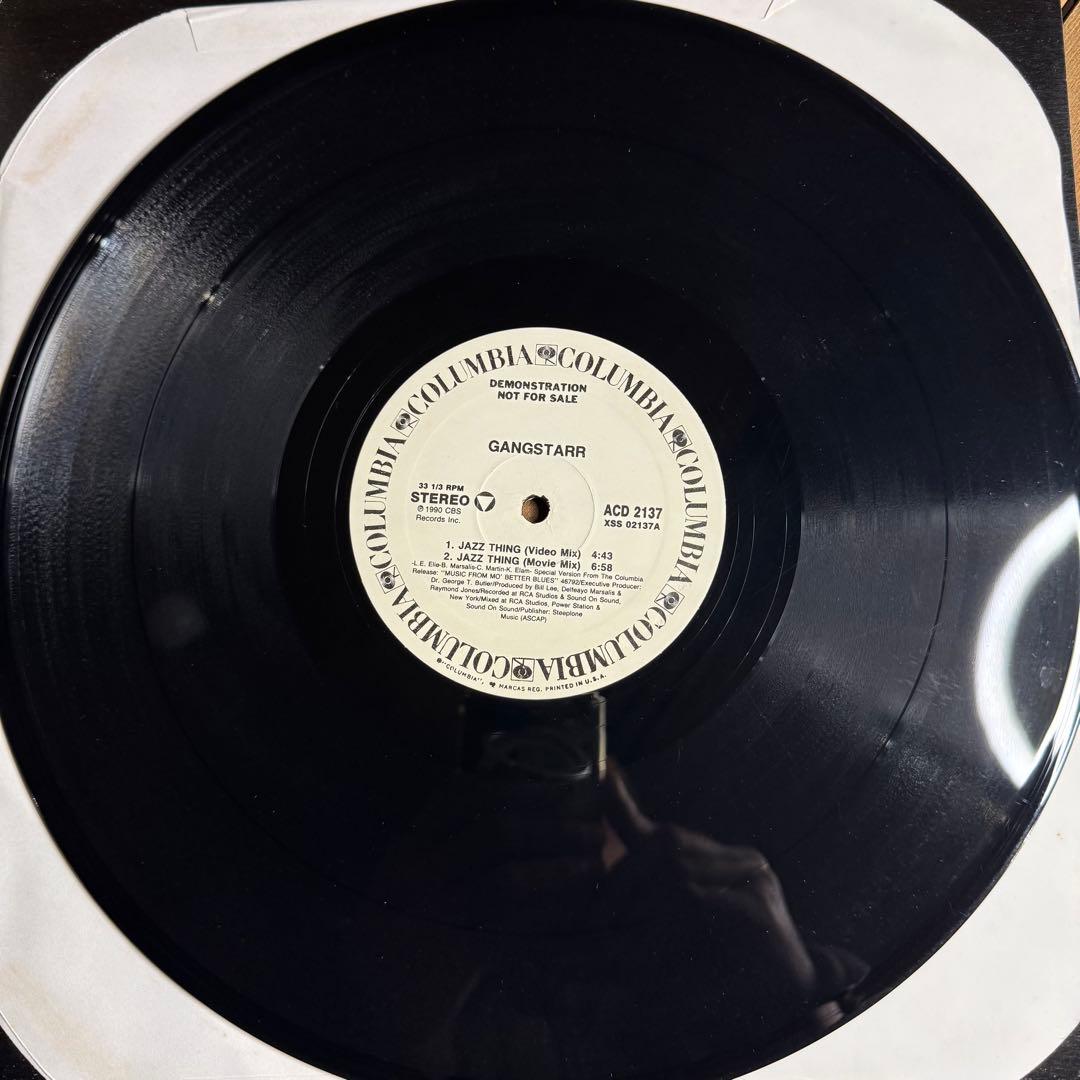 COLUMBIA COLUMBIA COLUMBIA COLUMBIA COLUMBIA COLUMBIA COLUMBIA
DEMONSTRATION
NOT FOR SALE
GANGSTARR
33 1/3 RPM
STEREO
℗ 1990 CBS
Records Inc.
ACD 2137
XSS 02137A
1. JAZZ THING (Video Mix) 4:43
2. JAZZ THING (Movie Mix) 6:58
-L.E. Elie-B. Marsalis-C. Martin-K. Elam- Special Version From The Columbia
Release: "MUSIC FROM MO' BETTER BLUES" 46792/Executive Producer:
Dr. George T. Butler/Produced by Bill Lee, Delfeayo Marsalis &
Raymond Jones/Recorded at RCA Studios & Sound On Sound,
New York/Mixed at RCA Studios, Power Station &
Sound On Sound/Publisher: Steeplone
Music (ASCAP)
®"COLUMBIA", MARCAS REG. PRINTED IN U.S.A.